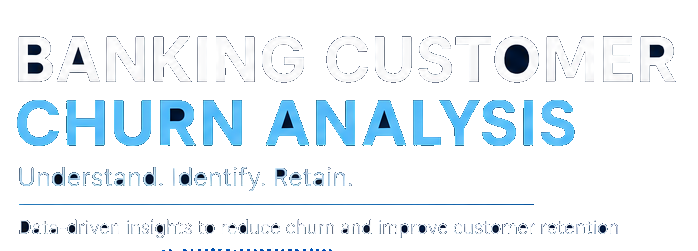 BANKING CUSTOMER
CHURN ANALYSIS
Understand. Identify. Retain.
Data-driven insights to reduce churn and improve customer retention